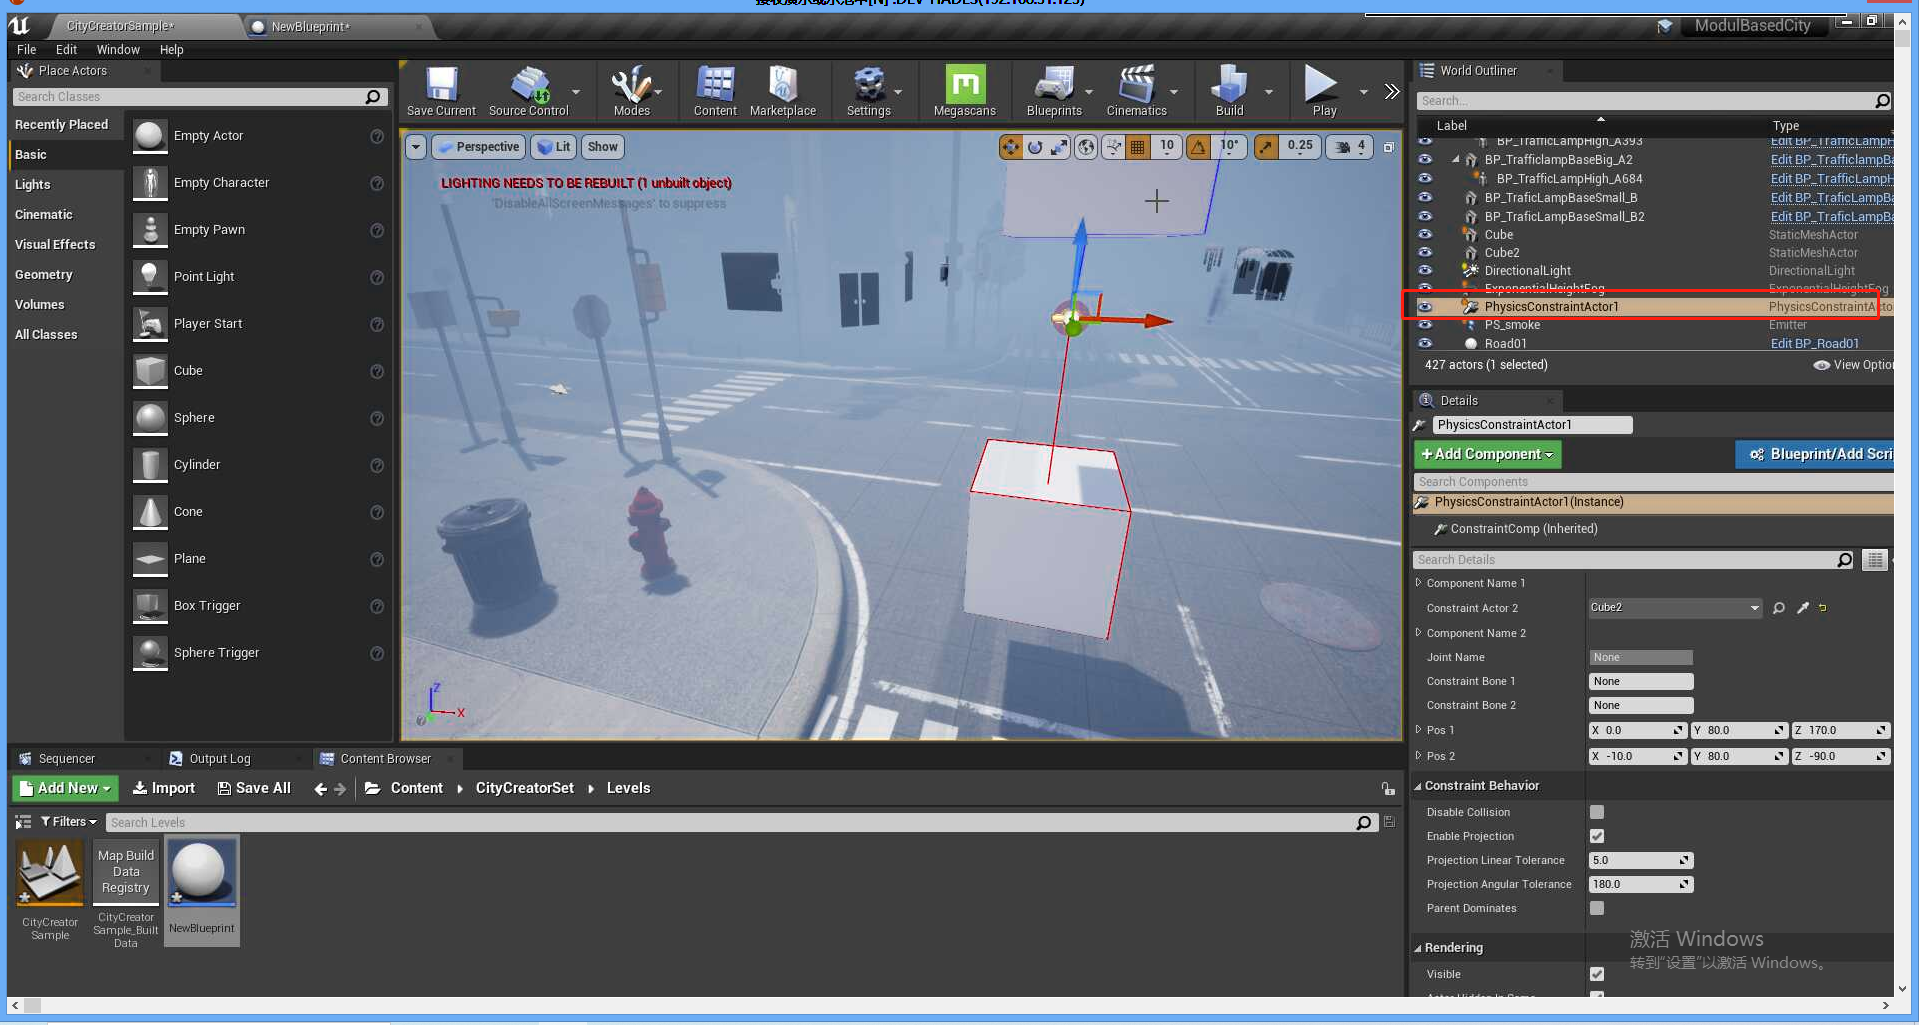 CityCreatorSample*
NewBlueprint*
ModulBasedCity
File Edit Window Help
Place Actors
Search Classes
Recently Placed
Basic
Lights
Cinematic
Visual Effects
Geometry
Volumes
All Classes
Empty Actor
Empty Character
Empty Pawn
Point Light
Player Start
Cube
Sphere
Cylinder
Cone
Plane
Box Trigger
Sphere Trigger
Save Current
Source Control
Modes
Content
Marketplace
Settings
Megascans
Blueprints
Cinematics
Build
Play
Perspective
Lit
Show
10
10°
0.25
4
LIGHTING NEEDS TO BE REBUILT (1 unbuilt object)
'DisableAllScreenMessages' to suppress
Z
X
World Outliner
Search...
Label Type
BP_TrafficLampHigh_A393 Edit BP_TrafficLampH
BP_TrafficlampBaseBig_A2 Edit BP_TrafficlampBa
BP_TrafficLampHigh_A684 Edit BP_TrafficLampH
BP_TraficLampBaseSmall_B Edit BP_TraficLampBa
BP_TraficLampBaseSmall_B2 Edit BP_TraficLampBa
Cube StaticMeshActor
Cube2 StaticMeshActor
DirectionalLight DirectionalLight
ExponentialHeightFog ExponentialHeightFog
PhysicsConstraintActor1 PhysicsConstraintActo
PS_smoke Emitter
Road01 Edit BP_Road01
427 actors (1 selected)
View Option
Details
PhysicsConstraintActor1
+Add Component
Blueprint/Add Scri
Search Components
PhysicsConstraintActor1(Instance)
ConstraintComp (Inherited)
Search Details
Component Name 1
Constraint Actor 2 Cube2
Component Name 2
Joint Name None
Constraint Bone 1 None
Constraint Bone 2 None
Pos 1 X 0.0 Y 80.0 Z 170.0
Pos 2 X -10.0 Y 80.0 Z -90.0
Constraint Behavior
Disable Collision
Enable Projection
Projection Linear Tolerance 5.0
Projection Angular Tolerance 180.0
Parent Dominates
Rendering
Visible
激活 Windows
转到"设置"以激活 Windows。
Sequencer
Output Log
Content Browser
Add New
Import
Save All
Content
CityCreatorSet
Levels
Filters
Search Levels
CityCreator
Sample
Map Build
Data
Registry
CityCreator
Sample_Built
Data
NewBlueprint